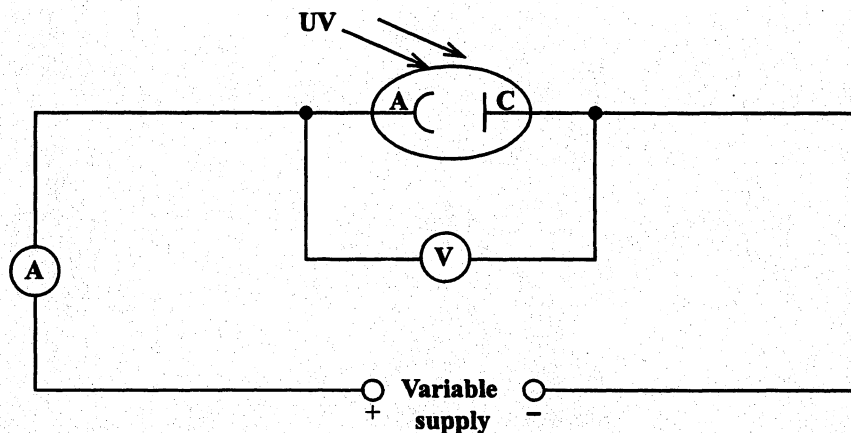 UV
A C
V
A
Variable
+ supply –